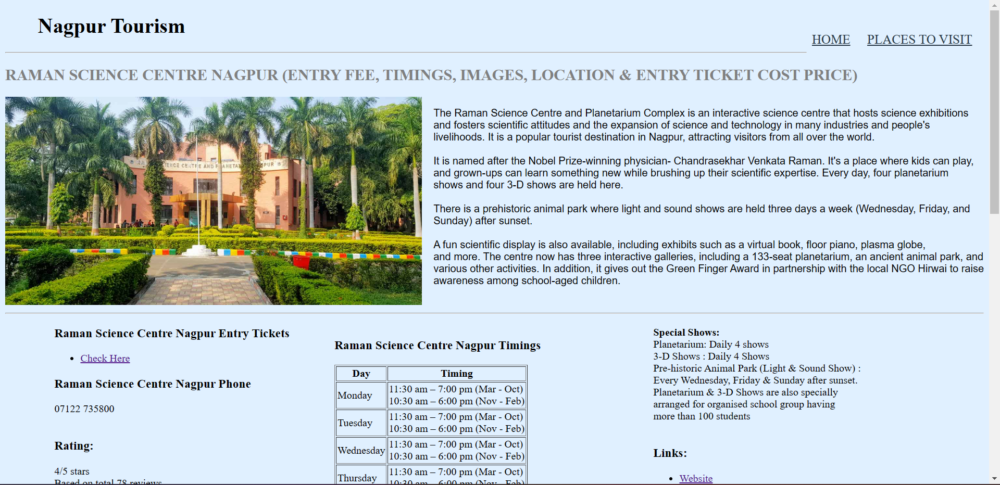 Nagpur Tourism
HOME PLACES TO VISIT
RAMAN SCIENCE CENTRE NAGPUR (ENTRY FEE, TIMINGS, IMAGES, LOCATION & ENTRY TICKET COST PRICE)
The Raman Science Centre and Planetarium Complex is an interactive science centre that hosts science exhibitions
and fosters scientific attitudes and the expansion of science and technology in many industries and people's
livelihoods. It is a popular tourist destination in Nagpur, attracting visitors from all over the world.
It is named after the Nobel Prize-winning physician- Chandrasekhar Venkata Raman. It's a place where kids can play,
and grown-ups can learn something new while brushing up their scientific expertise. Every day, four planetarium
shows and four 3-D shows are held here.
There is a prehistoric animal park where light and sound shows are held three days a week (Wednesday, Friday, and
Sunday) after sunset.
A fun scientific display is also available, including exhibits such as a virtual book, floor piano, plasma globe,
and more. The centre now has three interactive galleries, including a 133-seat planetarium, an ancient animal park, and
various other activities. In addition, it gives out the Green Finger Award in partnership with the local NGO Hirwai to raise
awareness among school-aged children.
Raman Science Centre Nagpur Entry Tickets
Check Here
Raman Science Centre Nagpur Phone
07122 735800
Rating:
4/5 stars
Based on total 78 reviews
Raman Science Centre Nagpur Timings
Day Timing
Monday 11:30 am – 7:00 pm (Mar - Oct)
10:30 am – 6:00 pm (Nov - Feb)
Tuesday 11:30 am – 7:00 pm (Mar - Oct)
10:30 am – 6:00 pm (Nov - Feb)
Wednesday 11:30 am – 7:00 pm (Mar - Oct)
10:30 am – 6:00 pm (Nov - Feb)
Thursday 11:30 am – 7:00 pm (Mar - Oct)
10:30 am – 6:00 pm (Nov - Feb)
Special Shows:
Planetarium: Daily 4 shows
3-D Shows : Daily 4 Shows
Pre-historic Animal Park (Light & Sound Show) :
Every Wednesday, Friday & Sunday after sunset.
Planetarium & 3-D Shows are also specially
arranged for organised school group having
more than 100 students
Links:
Website